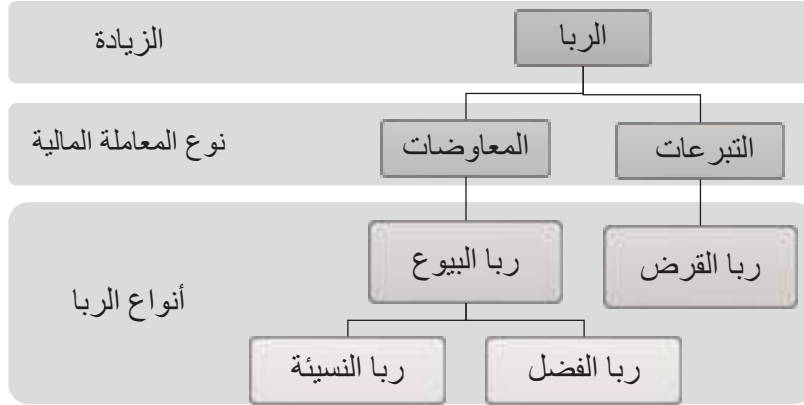 الربا
الزيادة
التبرعات
المعاوضات
نوع المعاملة المالية
ربا القرض
ربا البيوع
أنواع الربا
ربا الفضل
ربا النسيئة